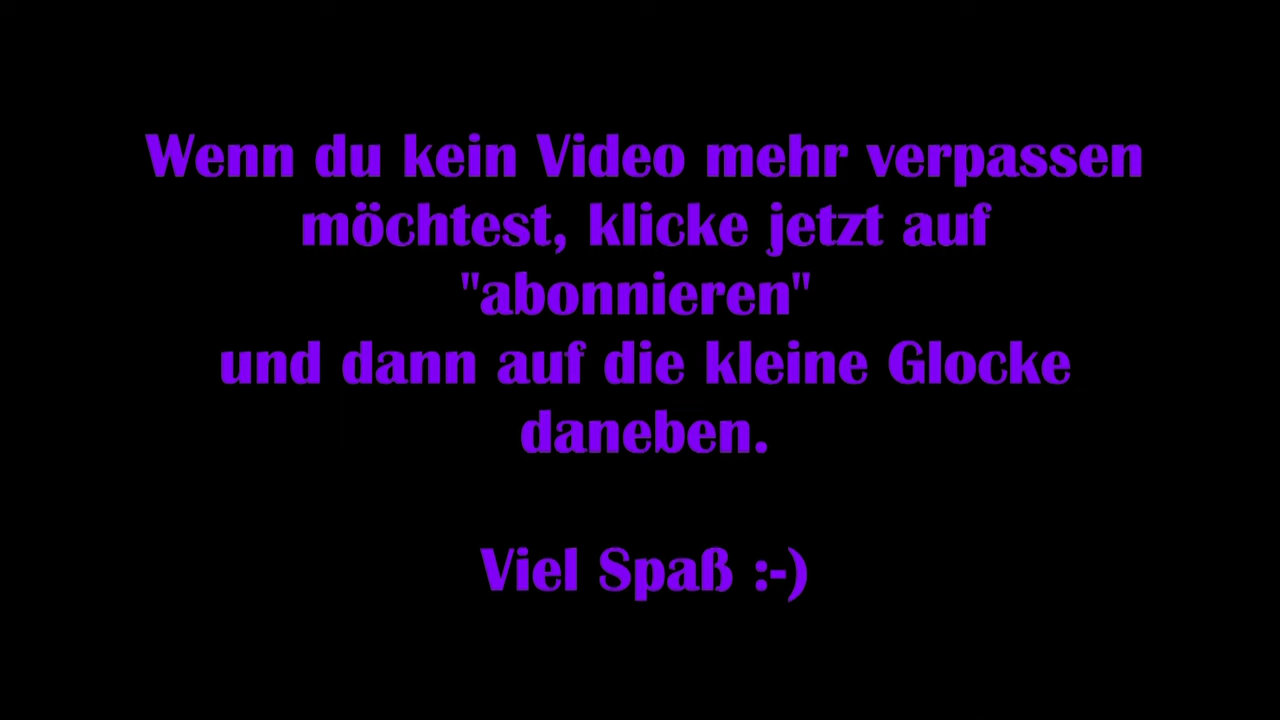 Wenn du kein Video mehr verpassen
möchtest, klicke jetzt auf
"abonnieren"
und dann auf die kleine Glocke
daneben.
Viel Spaß :-)